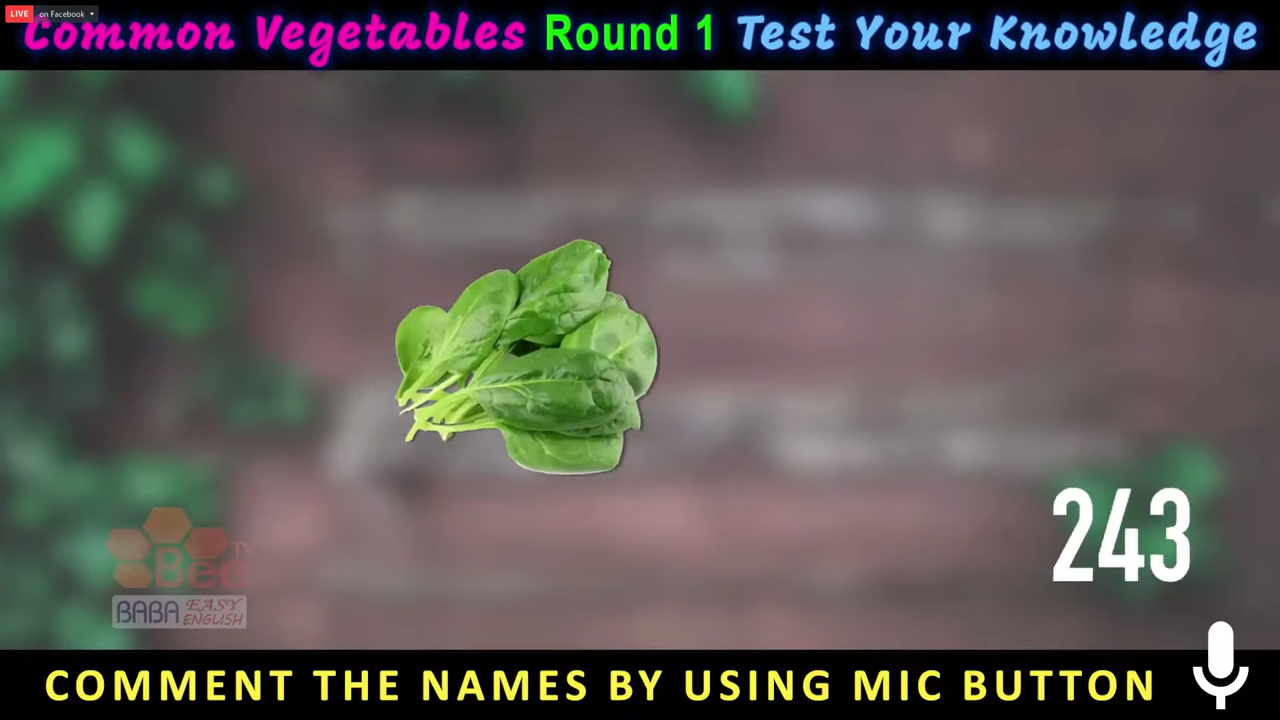 LIVE on Facebook
Common Vegetables Round 1 Test Your Knowledge
243
Bee
BABA EASY ENGLISH
COMMENT THE NAMES BY USING MIC BUTTON